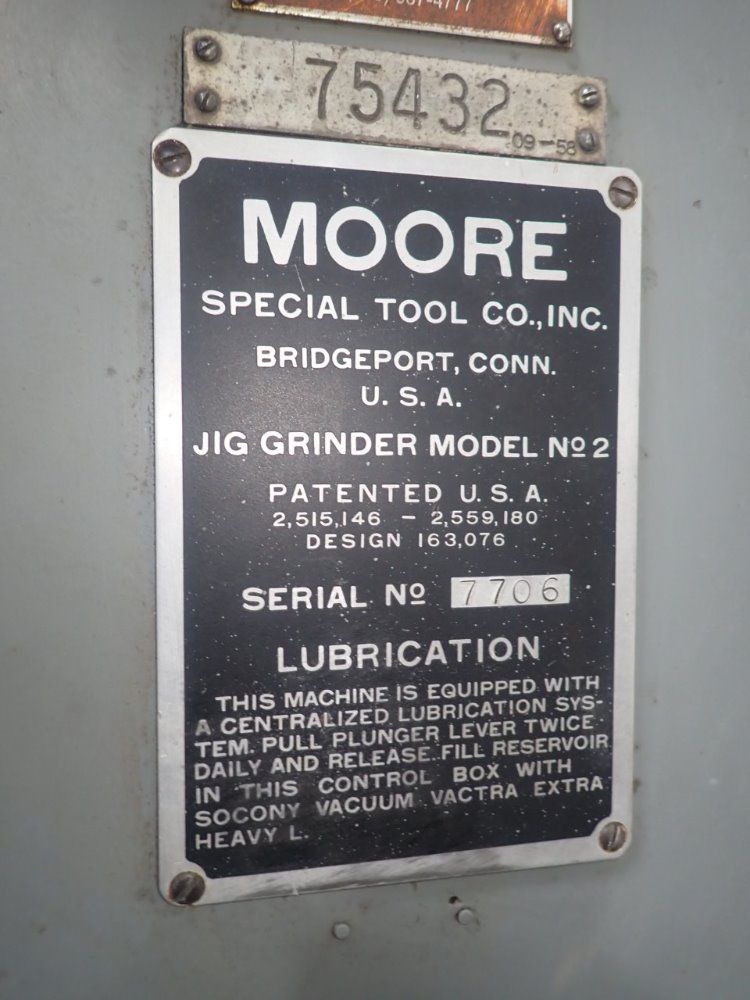 75432
09-58
MOORE
SPECIAL TOOL CO., INC.
BRIDGEPORT, CONN.
U. S. A.
JIG GRINDER MODEL Nº 2
PATENTED U. S. A.
2,515,146 - 2,559,180
DESIGN 163,076
SERIAL Nº 7706
LUBRICATION
THIS MACHINE IS EQUIPPED WITH
A CENTRALIZED LUBRICATION SYS-
TEM. PULL PLUNGER LEVER TWICE
DAILY AND RELEASE. FILL RESERVOIR
IN THIS CONTROL BOX WITH
SOCONY VACUUM VACTRA EXTRA
HEAVY L.